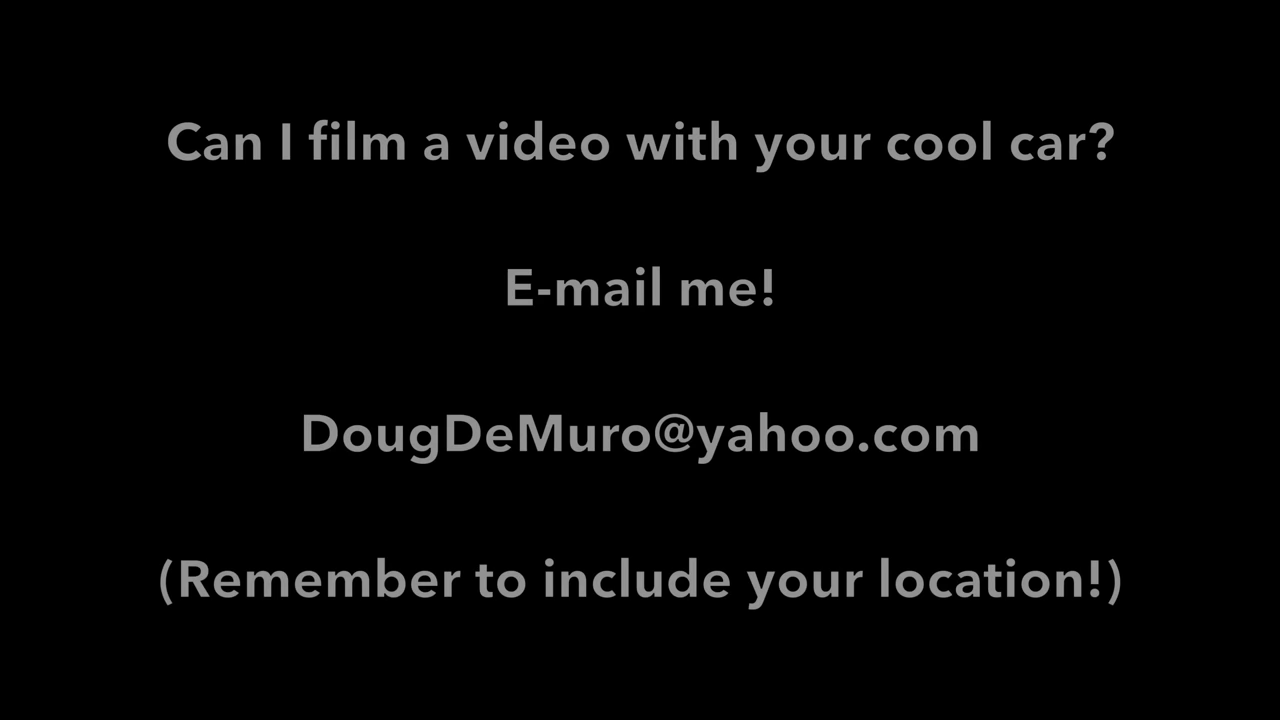 Can I film a video with your cool car?
E-mail me!
DougDeMuro@yahoo.com
(Remember to include your location!)